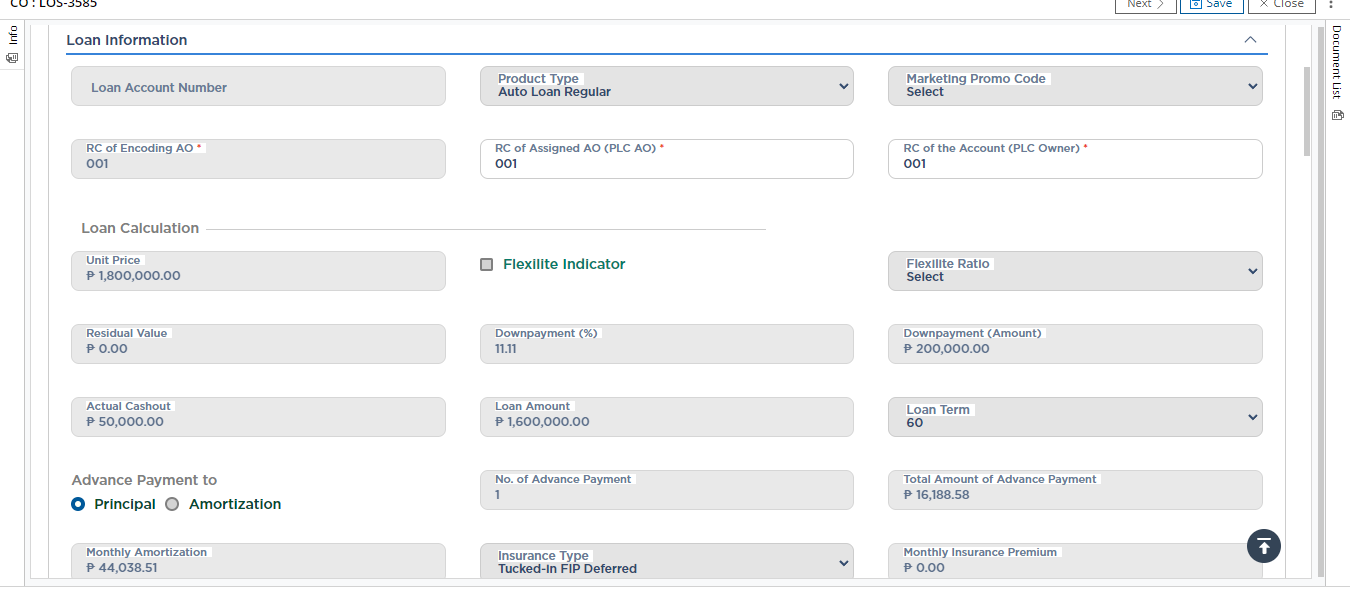 CO : LOS-3585
Next
Save
Close
Info
Document List
Loan Information
Loan Account Number
Product Type
Auto Loan Regular
Marketing Promo Code
Select
RC of Encoding AO *
001
RC of Assigned AO (PLC AO) *
001
RC of the Account (PLC Owner) *
001
Loan Calculation
Unit Price
₱ 1,800,000.00
Flexilite Indicator
Flexilite Ratio
Select
Residual Value
₱ 0.00
Downpayment (%)
11.11
Downpayment (Amount)
₱ 200,000.00
Actual Cashout
₱ 50,000.00
Loan Amount
₱ 1,600,000.00
Loan Term
60
Advance Payment to
Principal Amortization
No. of Advance Payment
1
Total Amount of Advance Payment
₱ 16,188.58
Monthly Amortization
₱ 44,038.51
Insurance Type
Tucked-In FIP Deferred
Monthly Insurance Premium
₱ 0.00